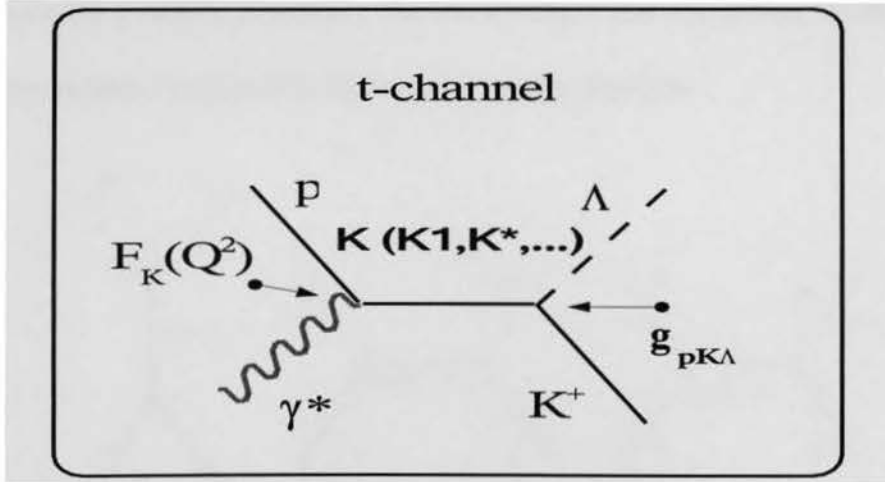 t-channel
p
Λ
K (K1,K*,...)
F_K(Q²)
g_pKΛ
γ*
K⁺